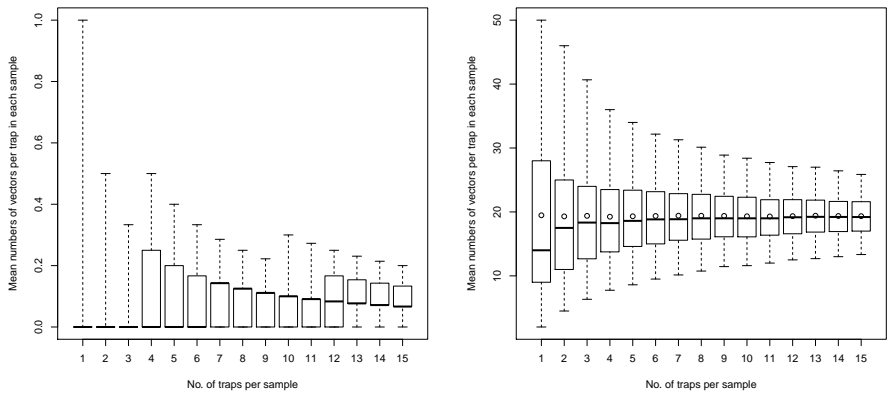 Mean numbers of vectors per trap in each sample
1.0
0.8
0.6
0.4
0.2
0.0
1 2 3 4 5 6 7 8 9 10 11 12 13 14 15
No. of traps per sample
Mean numbers of vectors per trap in each sample
50
40
30
20
10
1 2 3 4 5 6 7 8 9 10 11 12 13 14 15
No. of traps per sample